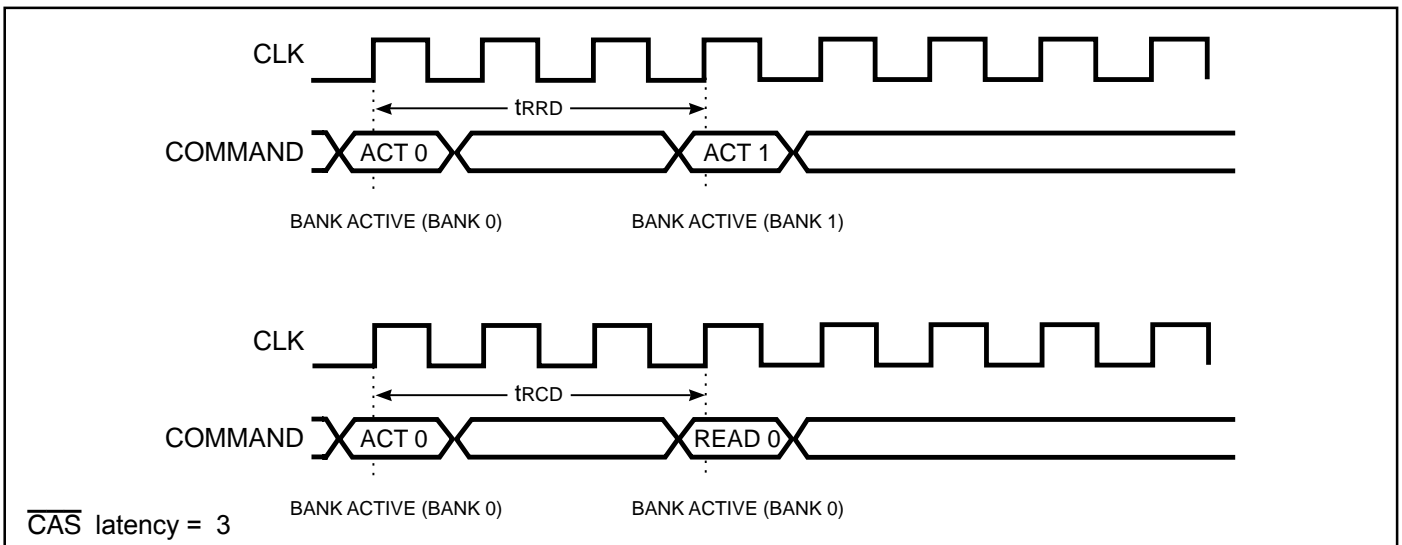 CLK
tRRD
COMMAND ACT 0 ACT 1
BANK ACTIVE (BANK 0) BANK ACTIVE (BANK 1)
CLK
tRCD
COMMAND ACT 0 READ 0
BANK ACTIVE (BANK 0) BANK ACTIVE (BANK 0)
C̅A̅S̅ latency = 3